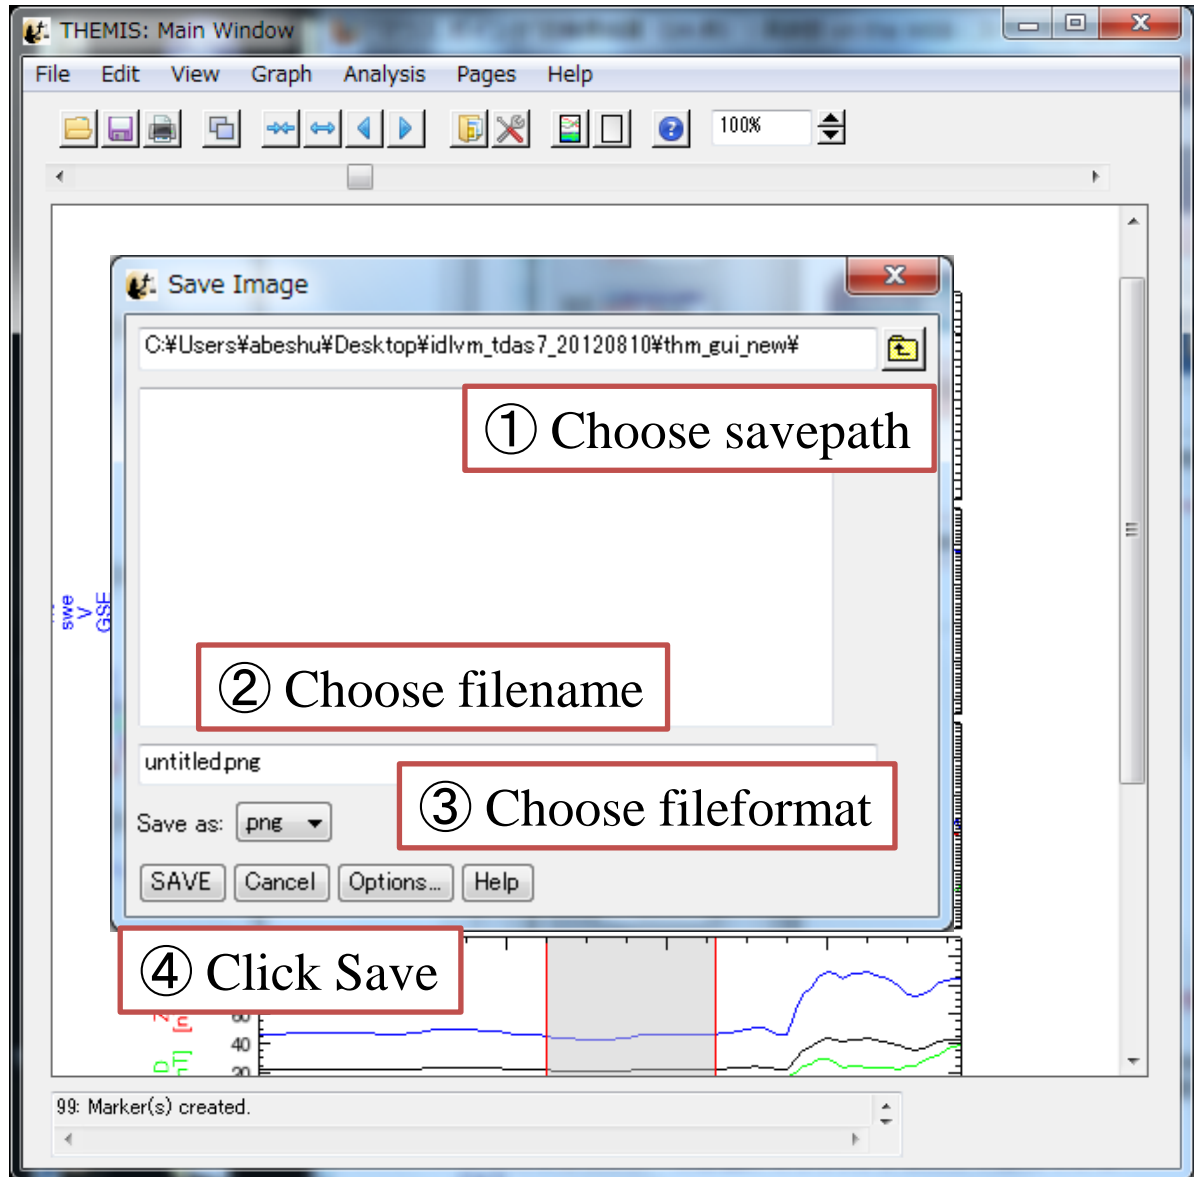 THEMIS: Main Window
File Edit View Graph Analysis Pages Help
100%
Save Image
C:¥Users¥abeshu¥Desktop¥idlvm_tdas7_20120810¥thm_gui_new¥
① Choose savepath
swe
V
GSE
② Choose filename
untitled.png
③ Choose fileformat
Save as: png
SAVE Cancel Options... Help
④ Click Save
60
40
20
99: Marker(s) created.